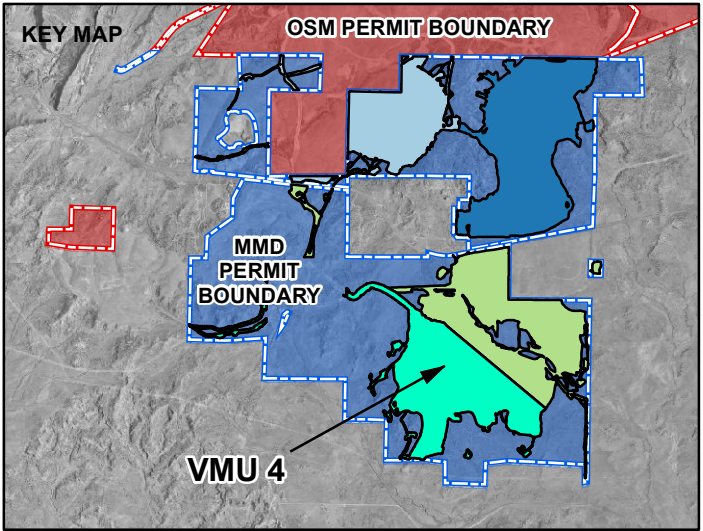 KEY MAP
OSM PERMIT BOUNDARY
MMD
PERMIT
BOUNDARY
VMU 4